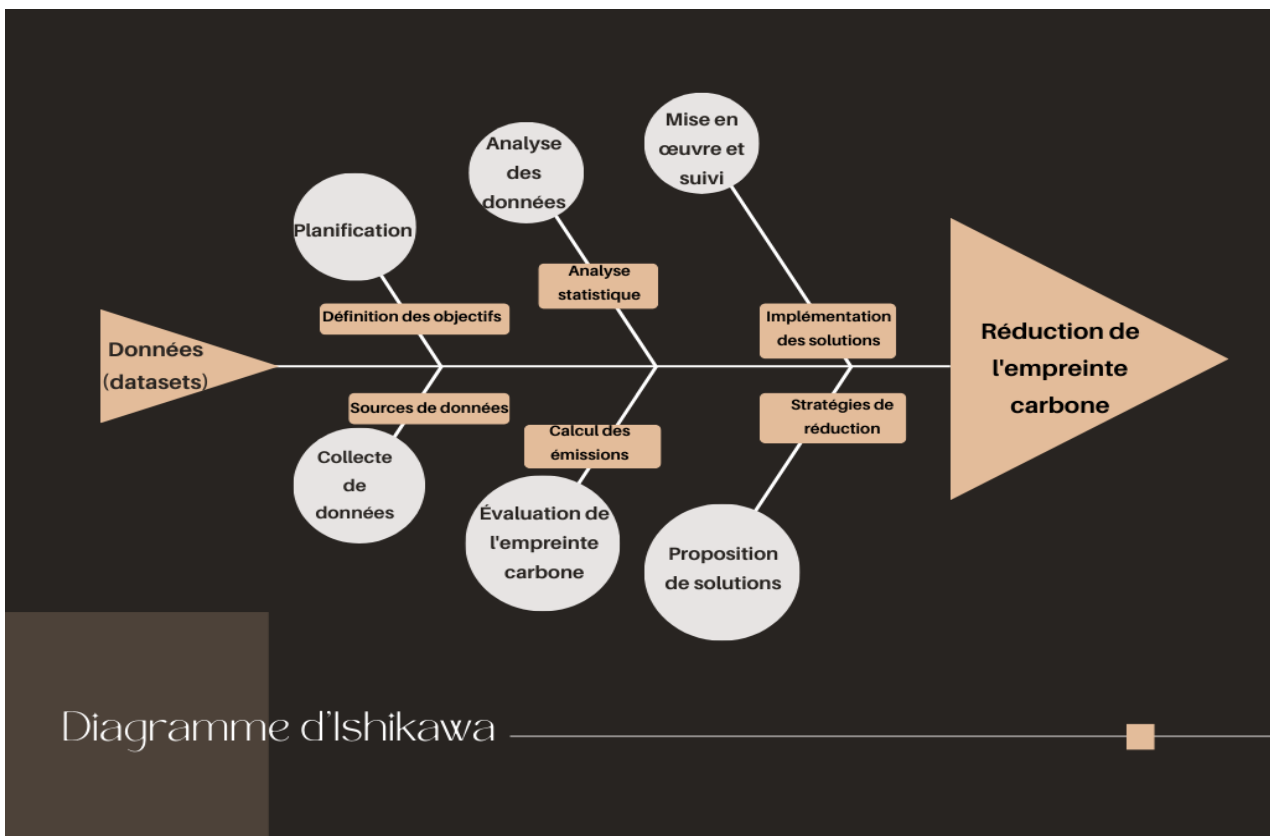 Mise en
œuvre et
suivi
Analyse
des
données
Planification
Analyse
statistique
Définition des objectifs
Implémentation
des solutions
Données
(datasets)
Réduction de
l'empreinte
carbone
Sources de données
Stratégies de
réduction
Calcul des
émissions
Collecte
de
données
Évaluation de
l'empreinte
carbone
Proposition
de solutions
Diagramme d'Ishikawa